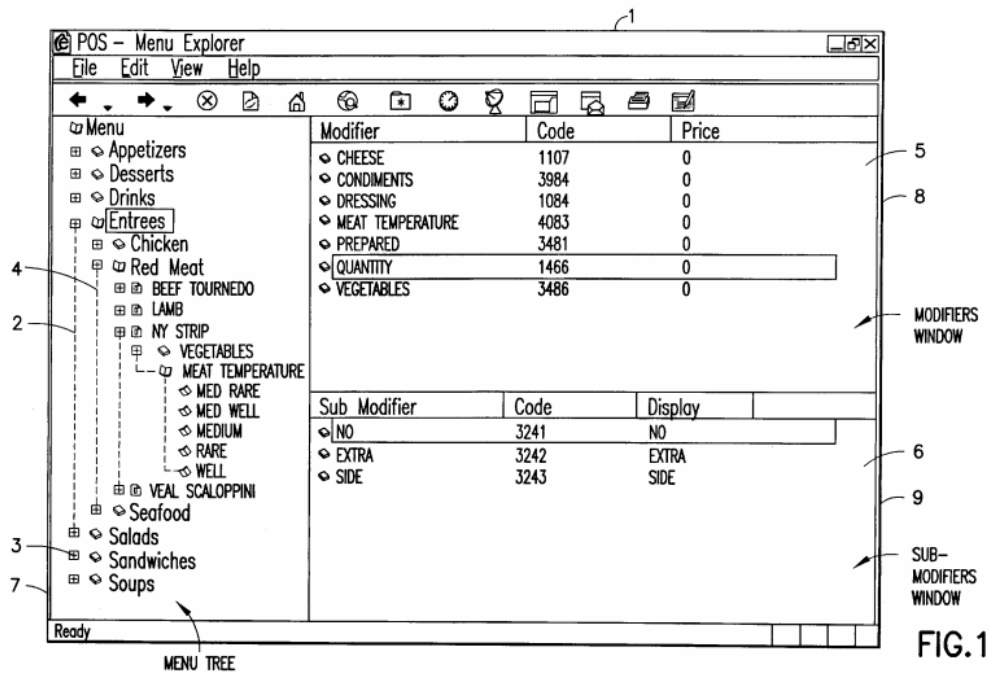 1
POS – Menu Explorer
File Edit View Help
Menu
Appetizers
Desserts
Drinks
Entrees
Chicken
Red Meat
BEEF TOURNEDO
LAMB
NY STRIP
VEGETABLES
MEAT TEMPERATURE
MED RARE
MED WELL
MEDIUM
RARE
WELL
VEAL SCALOPPINI
Seafood
Salads
Sandwiches
Soups
4
2
3
7
Modifier Code Price
CHEESE 1107 0
CONDIMENTS 3984 0
DRESSING 1084 0
MEAT TEMPERATURE 4083 0
PREPARED 3481 0
QUANTITY 1466 0
VEGETABLES 3486 0
5
8
MODIFIERS
WINDOW
Sub Modifier Code Display
NO 3241 NO
EXTRA 3242 EXTRA
SIDE 3243 SIDE
6
9
SUB–
MODIFIERS
WINDOW
Ready
MENU TREE
FIG.1